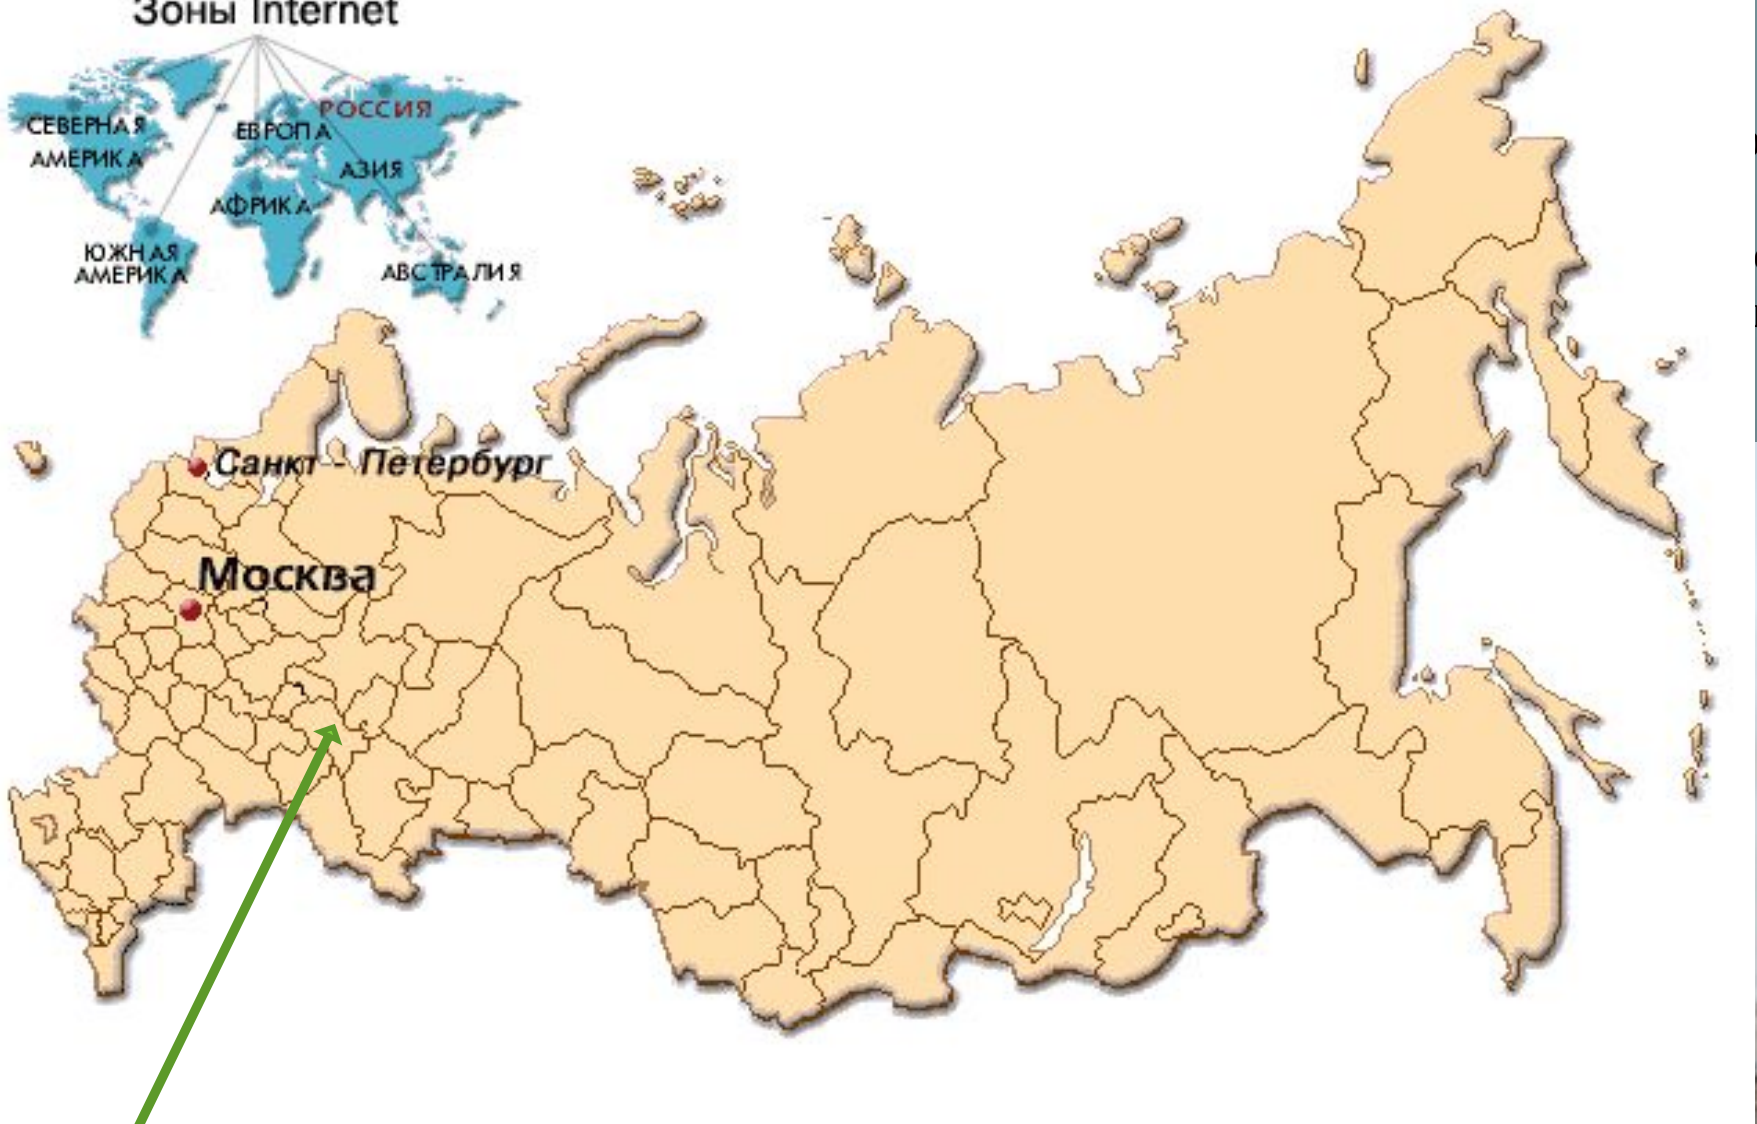 Зоны Internet
РОССИЯ
СЕВЕРНАЯ
АМЕРИКА
ЕВРОПА
АЗИЯ
АФРИКА
ЮЖНАЯ
АМЕРИКА
АВСТРАЛИЯ
Санкт - Петербург
Москва